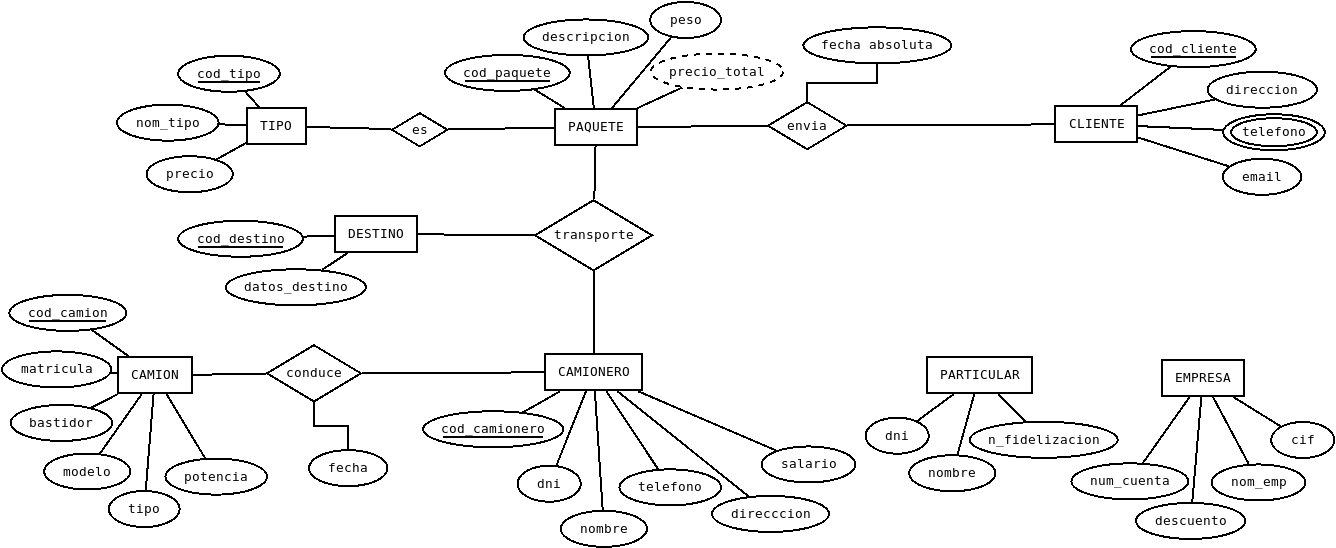 peso
descripcion
fecha absoluta
cod_cliente
cod_tipo
cod_paquete
precio_total
direccion
nom_tipo
TIPO
es
PAQUETE
envia
CLIENTE
telefono
precio
email
cod_destino
DESTINO
transporte
datos_destino
cod_camion
matricula
CAMION
conduce
CAMIONERO
PARTICULAR
EMPRESA
bastidor
cod_camionero
dni
n_fidelizacion
cif
modelo
potencia
fecha
salario
nombre
num_cuenta
nom_emp
dni
telefono
tipo
nombre
direcccion
descuento